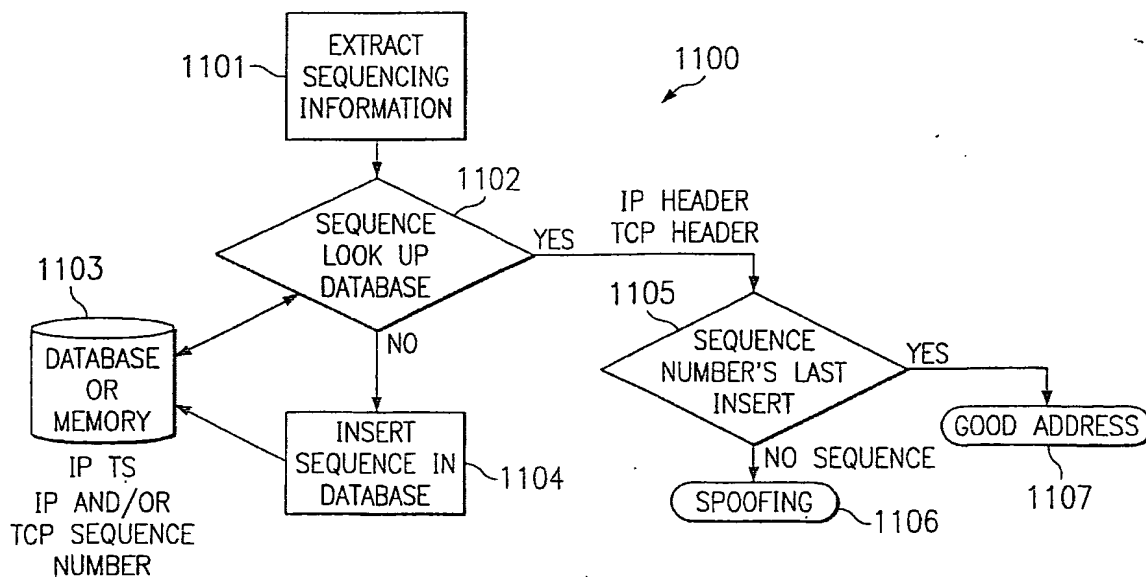 EXTRACT
SEQUENCING
INFORMATION
1101
1100
1102
SEQUENCE
LOOK UP
DATABASE
YES
IP HEADER
TCP HEADER
1103
DATABASE
OR
MEMORY
IP TS
IP AND/OR
TCP SEQUENCE
NUMBER
NO
INSERT
SEQUENCE IN
DATABASE
1104
1105
SEQUENCE
NUMBER'S LAST
INSERT
YES
GOOD ADDRESS
1107
NO SEQUENCE
SPOOFING
1106